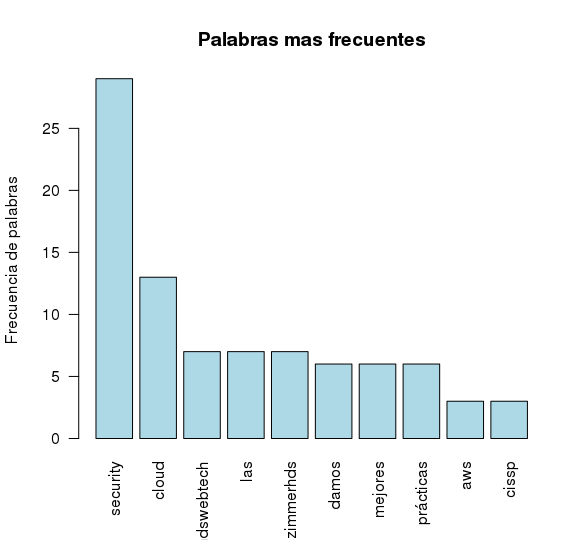 Palabras mas frecuentes
Frecuencia de palabras
25
20
15
10
5
0
security
cloud
dswebtech
las
zimmerhds
damos
mejores
prácticas
aws
cissp